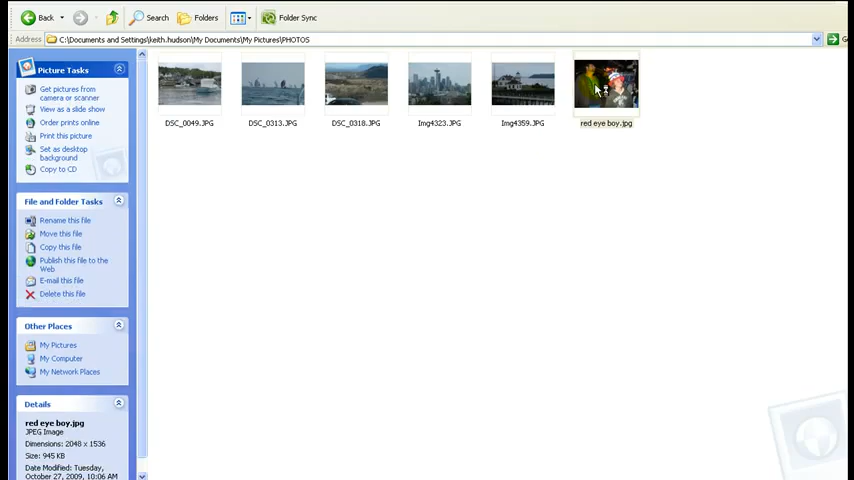 Back
Search
Folders
Folder Sync
Address
C:\Documents and Settings\keith.hudson\My Documents\My Pictures\PHOTOS
Picture Tasks
Get pictures from
camera or scanner
View as a slide show
Order prints online
Print this picture
Set as desktop
background
Copy to CD
File and Folder Tasks
Rename this file
Move this file
Copy this file
Publish this file to the
Web
E-mail this file
Delete this file
Other Places
My Pictures
My Computer
My Network Places
Details
red eye boy.jpg
JPEG Image
Dimensions: 2048 x 1536
Size: 945 KB
Date Modified: Tuesday,
October 27, 2009, 10:06 AM
DSC_0049.JPG
DSC_0313.JPG
DSC_0318.JPG
Img4323.JPG
Img4359.JPG
red eye boy.jpg